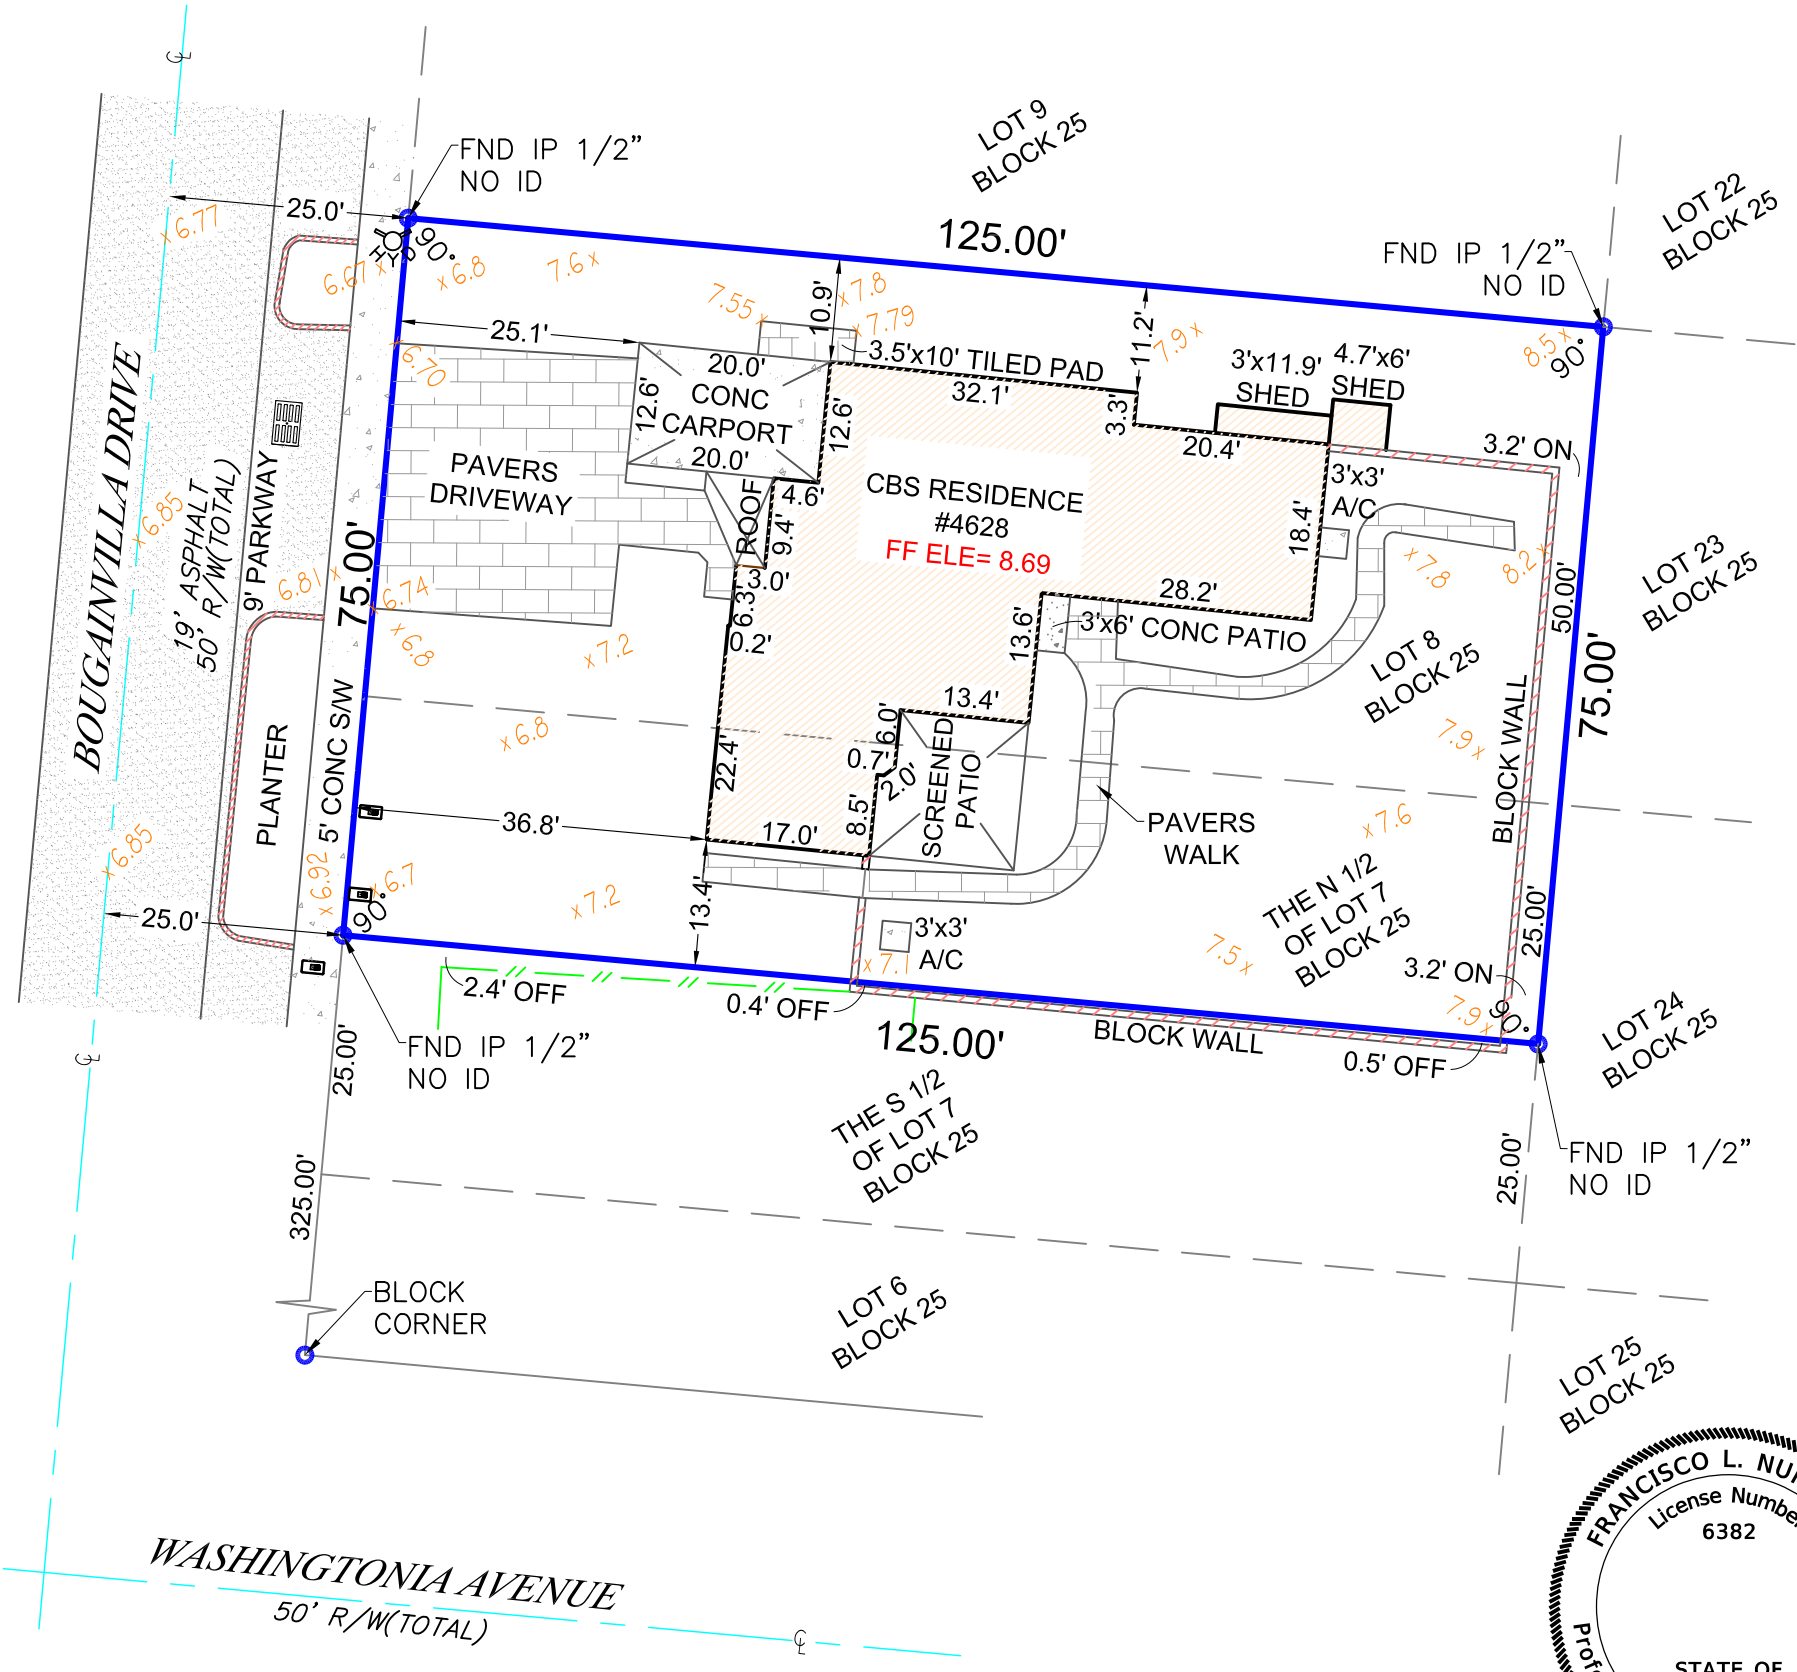 LOT 9
BLOCK 25
FND IP 1/2"
NO ID
LOT 22
BLOCK 25
25.0'
6.77
125.00'
FND IP 1/2"
NO ID
HYD
90°
6.67
6.8
7.6
7.55
10.9'
7.8
7.79
11.2'
7.9
8.5
90°
25.1'
6.70
3.5'x10' TILED PAD
3'x11.9'
SHED
4.7'x6'
SHED
20.0'
CONC
CARPORT
20.0'
12.6'
12.6'
32.1'
3.3'
20.4'
3.2' ON
BOUGAINVILLA DRIVE
19' ASPHALT
50' R/W(TOTAL)
9' PARKWAY
6.85
PAVERS
DRIVEWAY
ROOF
4.6'
9.4'
CBS RESIDENCE
#4628
FF ELE= 8.69
18.4'
3'x3'
A/C
7.8
8.2
LOT 23
BLOCK 25
75.00'
6.81
6.74
6.8
3.0'
6.3'
0.2'
28.2'
13.6'
3'x6' CONC PATIO
50.00'
LOT 8
BLOCK 25
75.00'
7.2
6.8
13.4'
6.0'
0.7'
2.0'
22.4'
8.5'
SCREENED
PATIO
7.9
BLOCK WALL
PLANTER
5' CONC S/W
36.8'
17.0'
PAVERS
WALK
7.6
6.85
6.92
6.7
90°
7.2
25.0'
13.4'
3'x3'
A/C
7.1
7.5
THE N 1/2
OF LOT 7
BLOCK 25
25.00'
3.2' ON
7.9
90°
2.4' OFF
0.4' OFF
125.00'
BLOCK WALL
0.5' OFF
LOT 24
BLOCK 25
FND IP 1/2"
NO ID
25.00'
THE S 1/2
OF LOT 7
BLOCK 25
FND IP 1/2"
NO ID
25.00'
325.00'
BLOCK
CORNER
LOT 6
BLOCK 25
LOT 25
BLOCK 25
WASHINGTONIA AVENUE
50' R/W(TOTAL)
FRANCISCO L.
License
6382
STATE OF